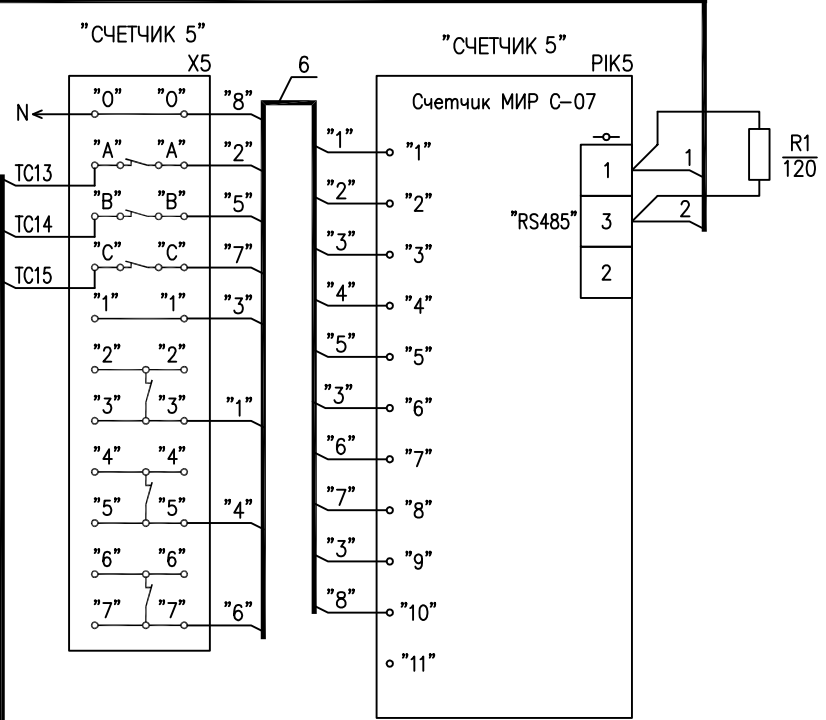 "СЧЕТЧИК 5"
X5
"0" "0" "8"
N
"A" "A" "2"
TC13
"B" "B" "5"
TC14
"C" "C" "7"
TC15
"1" "1" "3"
"2" "2"
"3" "3" "1"
"4" "4"
"5" "5" "4"
"6" "6"
"7" "7" "6"
6
"СЧЕТЧИК 5"
PIK5
Счетчик МИР С-07
"1" "1"
"2" "2"
"3" "3"
"4" "4"
"5" "5"
"3" "6"
"6" "7"
"7" "8"
"3" "9"
"8" "10"
"11"
"RS485"
1
3
2
1
2
R1
120